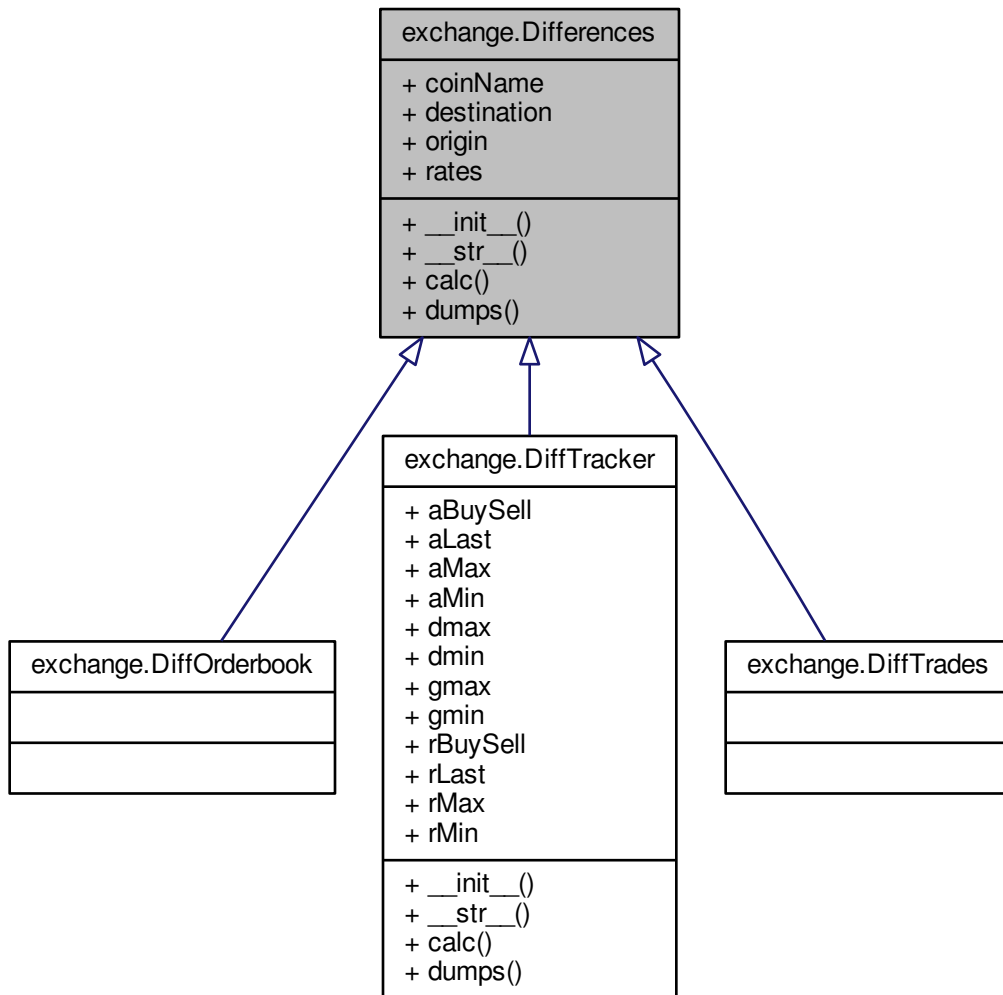 exchange.Differences
+ coinName
+ destination
+ origin
+ rates
+ __init__()
+ __str__()
+ calc()
+ dumps()
exchange.DiffOrderbook
exchange.DiffTracker
+ aBuySell
+ aLast
+ aMax
+ aMin
+ dmax
+ dmin
+ gmax
+ gmin
+ rBuySell
+ rLast
+ rMax
+ rMin
+ __init__()
+ __str__()
+ calc()
+ dumps()
exchange.DiffTrades